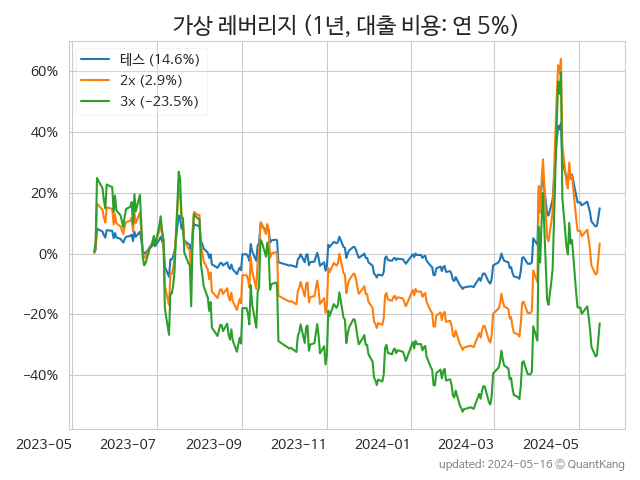 가상 레버리지 (1년, 대출 비용: 연 5%)
테스 (14.6%)
2x (2.9%)
3x (−23.5%)
60%
40%
20%
0%
−20%
−40%
2023-05 2023-07 2023-09 2023-11 2024-01 2024-03 2024-05
updated: 2024-05-16 © QuantKang